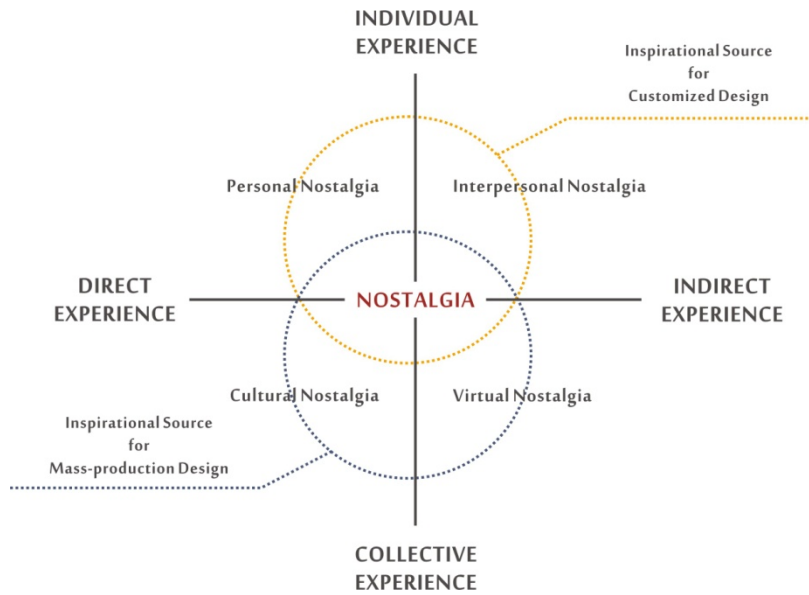 INDIVIDUAL
EXPERIENCE
Inspirational Source
for
Customized Design
Personal Nostalgia
Interpersonal Nostalgia
DIRECT
EXPERIENCE
NOSTALGIA
INDIRECT
EXPERIENCE
Cultural Nostalgia
Virtual Nostalgia
Inspirational Source
for
Mass-production Design
COLLECTIVE
EXPERIENCE